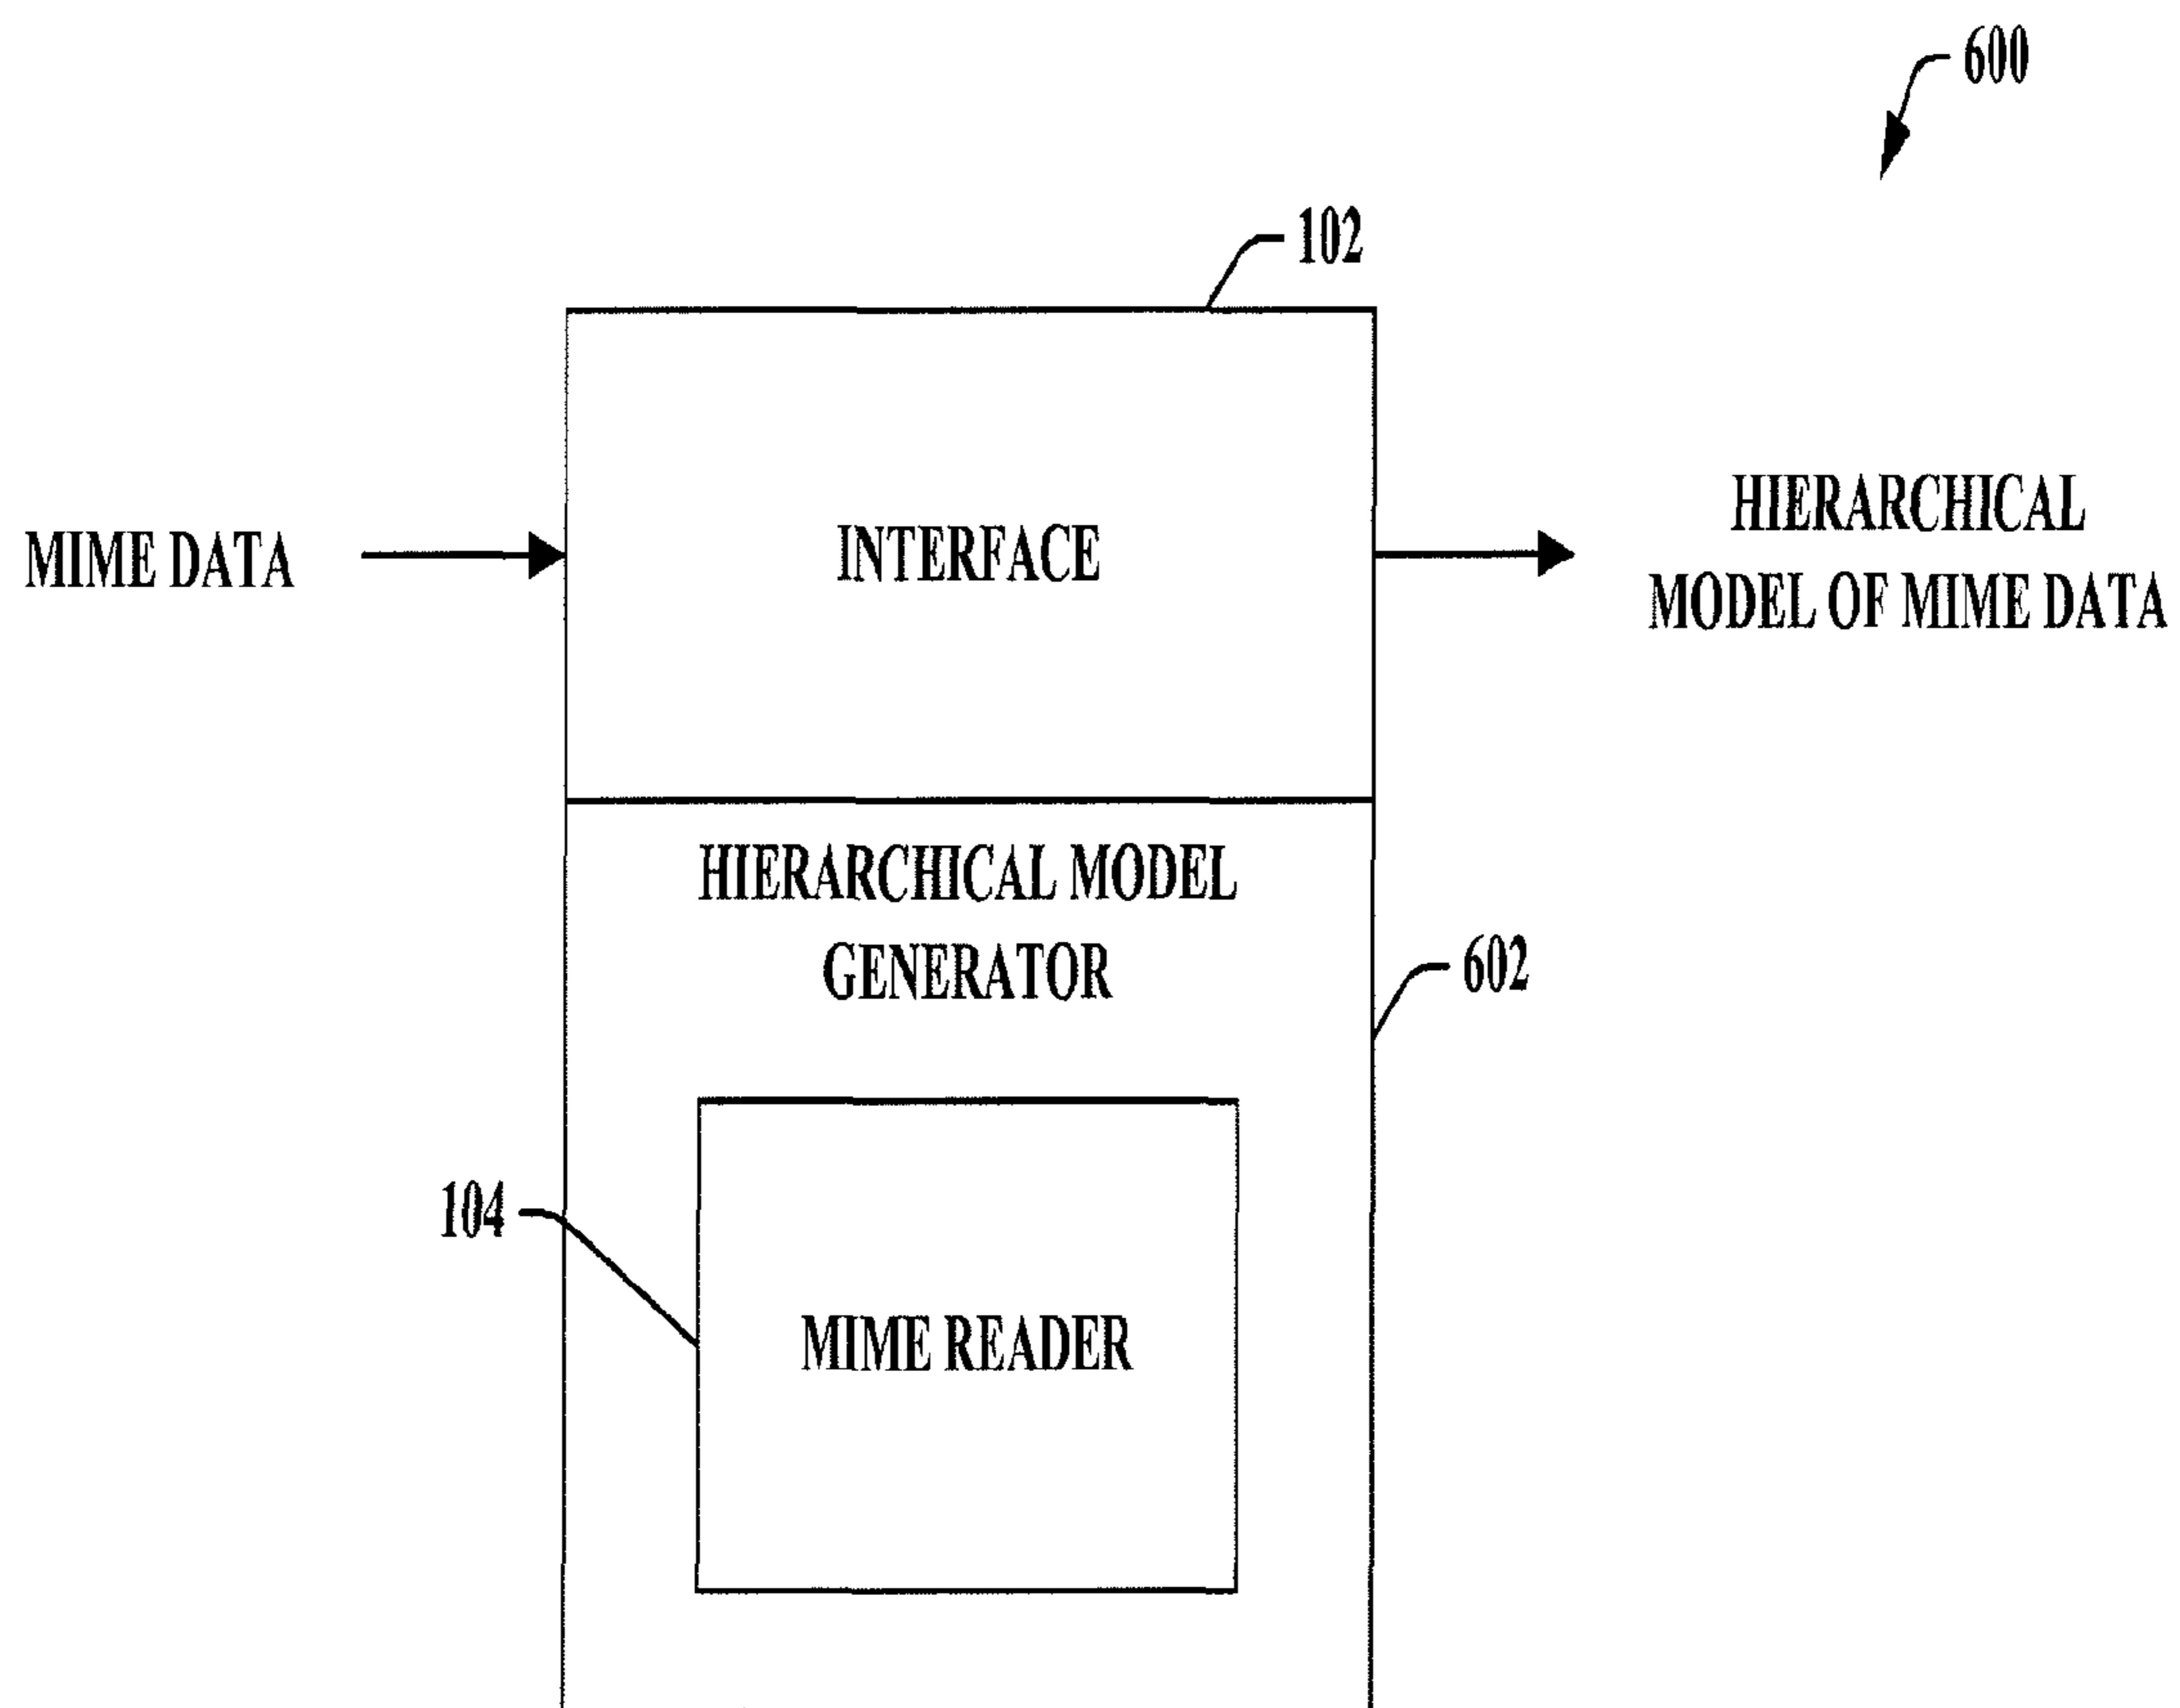 600
102
MIME DATA
INTERFACE
HIERARCHICAL
MODEL OF MIME DATA
HIERARCHICAL MODEL
GENERATOR
602
104
MIME READER